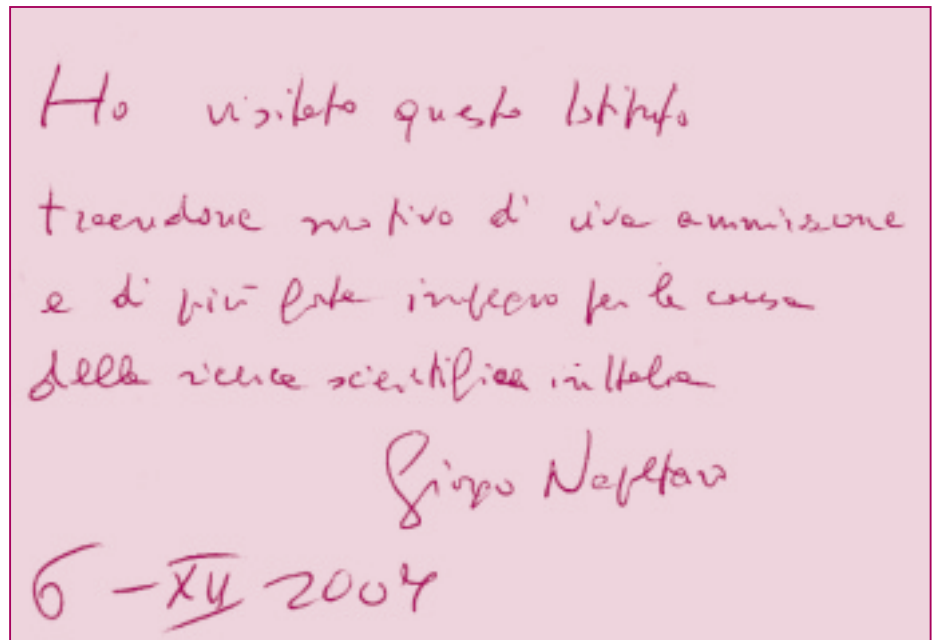 Ho visitato questo Istituto
traendone motivo di viva ammirazione
e di più forte impegno per la causa
della ricerca scientifica in Italia
Giorgio Napolitano
6 - XII 2007